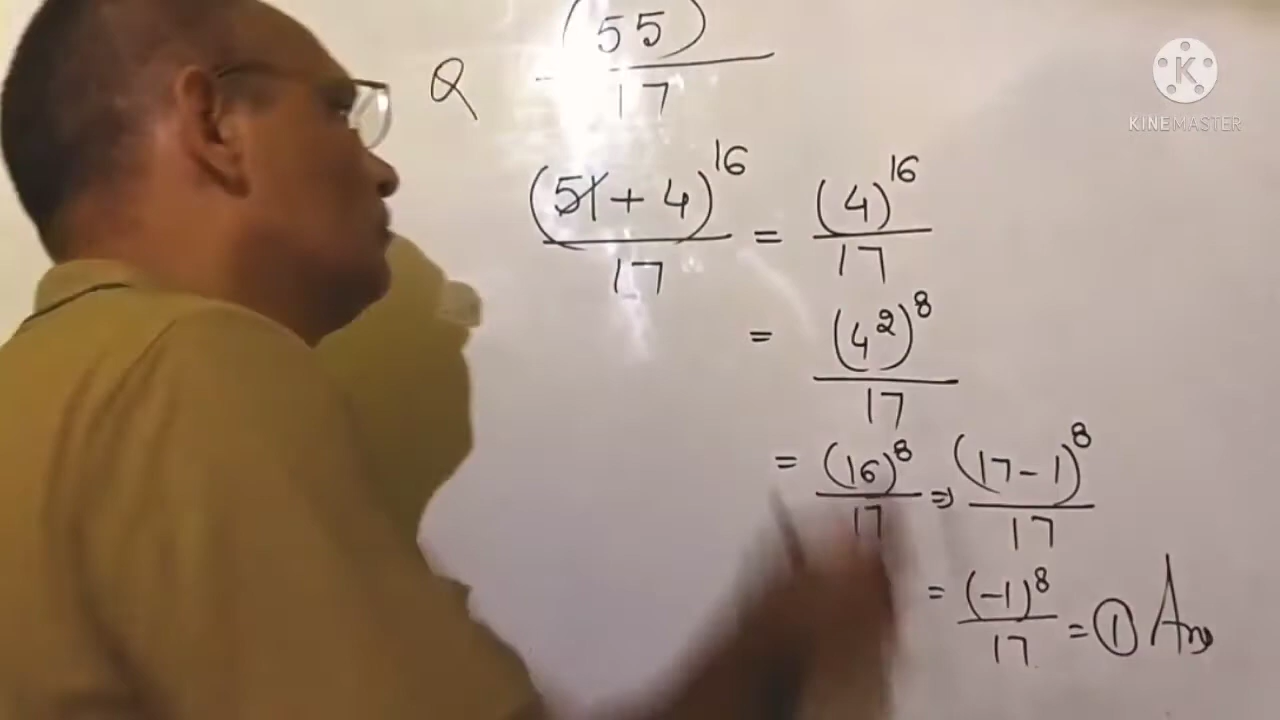 Q (55)
17
(51 + 4)^16 / 17 = (4)^16 / 17
= (4^2)^8 / 17
= (16)^8 / 17 ⇒ (17 - 1)^8 / 17
= (-1)^8 / 17 = 1 Ans
K
KINEMASTER